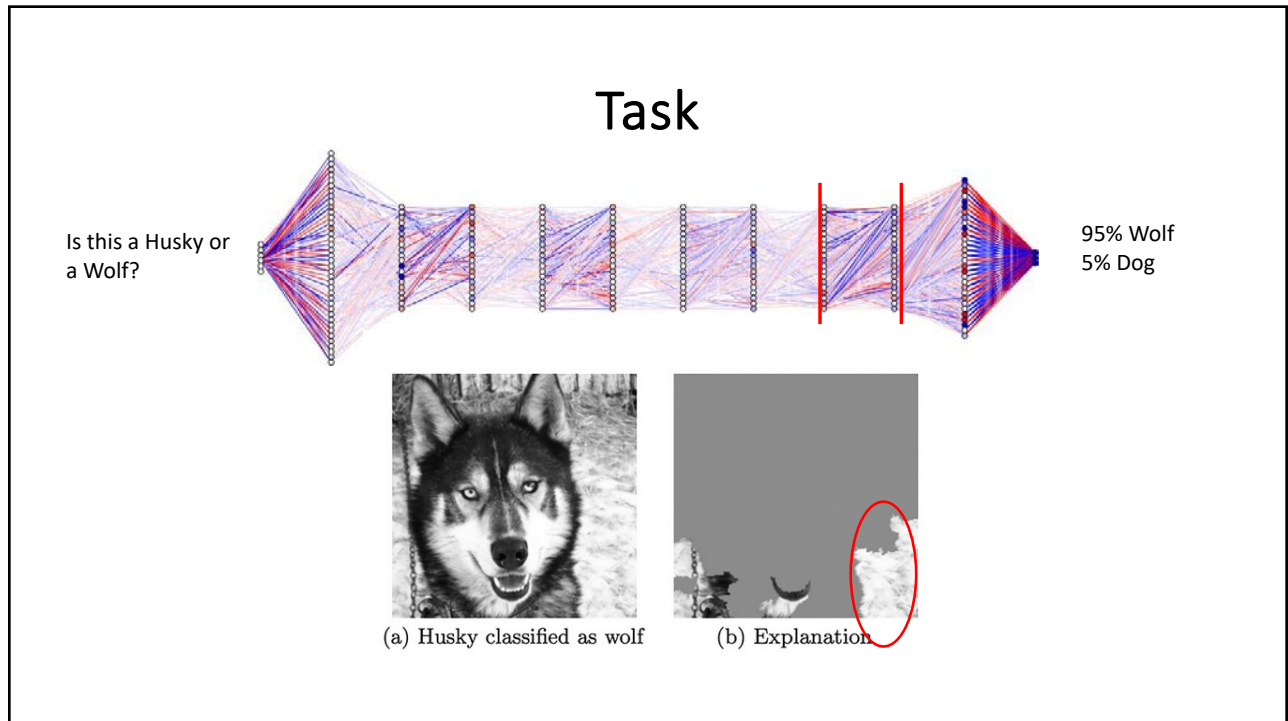 Task
Is this a Husky or
a Wolf?
95% Wolf
5% Dog
(a) Husky classified as wolf
(b) Explanation